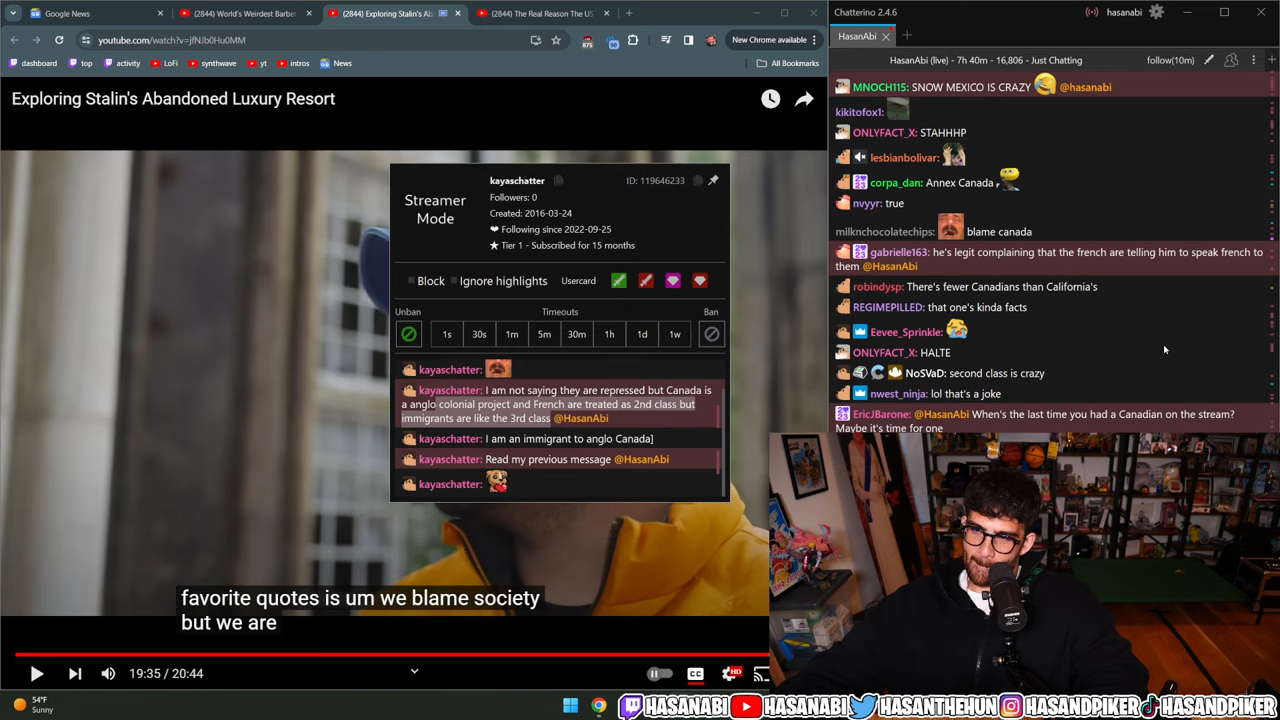 Google News
(2844) World's Weirdest Barber
(2844) Exploring Stalin's Ab
(2844) The Real Reason The US
youtube.com/watch?v=jfNJb0Hu0MM
New Chrome available
dashboard
top
activity
LoFi
synthwave
yt
intros
News
All Bookmarks
Exploring Stalin's Abandoned Luxury Resort
Streamer
Mode
kayaschatter
ID: 119646233
Followers: 0
Created: 2016-03-24
❤ Following since 2022-09-25
★ Tier 1 - Subscribed for 15 months
Block
Ignore highlights
Usercard
Unban
Timeouts
Ban
1s
30s
1m
5m
30m
1h
1d
1w
kayaschatter:
kayaschatter: I am not saying they are repressed but Canada is
a anglo colonial project and French are treated as 2nd class but
immigrants are like the 3rd class @HasanAbi
kayaschatter: I am an immigrant to anglo Canada]
kayaschatter: Read my previous message @HasanAbi
kayaschatter:
favorite quotes is um we blame society
but we are
19:35 / 20:44
CC
HD
54°F
Sunny
Chatterino 2.4.6
hasanabi
HasanAbi
HasanAbi (live) - 7h 40m - 16,806 - Just Chatting
follow(10m)
MNOCH115: SNOW MEXICO IS CRAZY @hasanabi
kikitofox1:
ONLYFACT_X: STAHHHP
lesbianbolivar:
corpa_dan: Annex Canada ,
nvyyr: true
milknchocolatechips: blame canada
gabrielle163: he's legit complaining that the french are telling him to speak french to
them @HasanAbi
robindysp: There's fewer Canadians than California's
REGIMEPILLED: that one's kinda facts
Eevee_Sprinkle:
ONLYFACT_X: HALTE
NoSVaD: second class is crazy
nwest_ninja: lol that's a joke
EricJBarone: @HasanAbi When's the last time you had a Canadian on the stream?
Maybe it's time for one
HASANABI
HASANABI
HASANTHEHUN
HASANDPIKER
HASANDPIKER